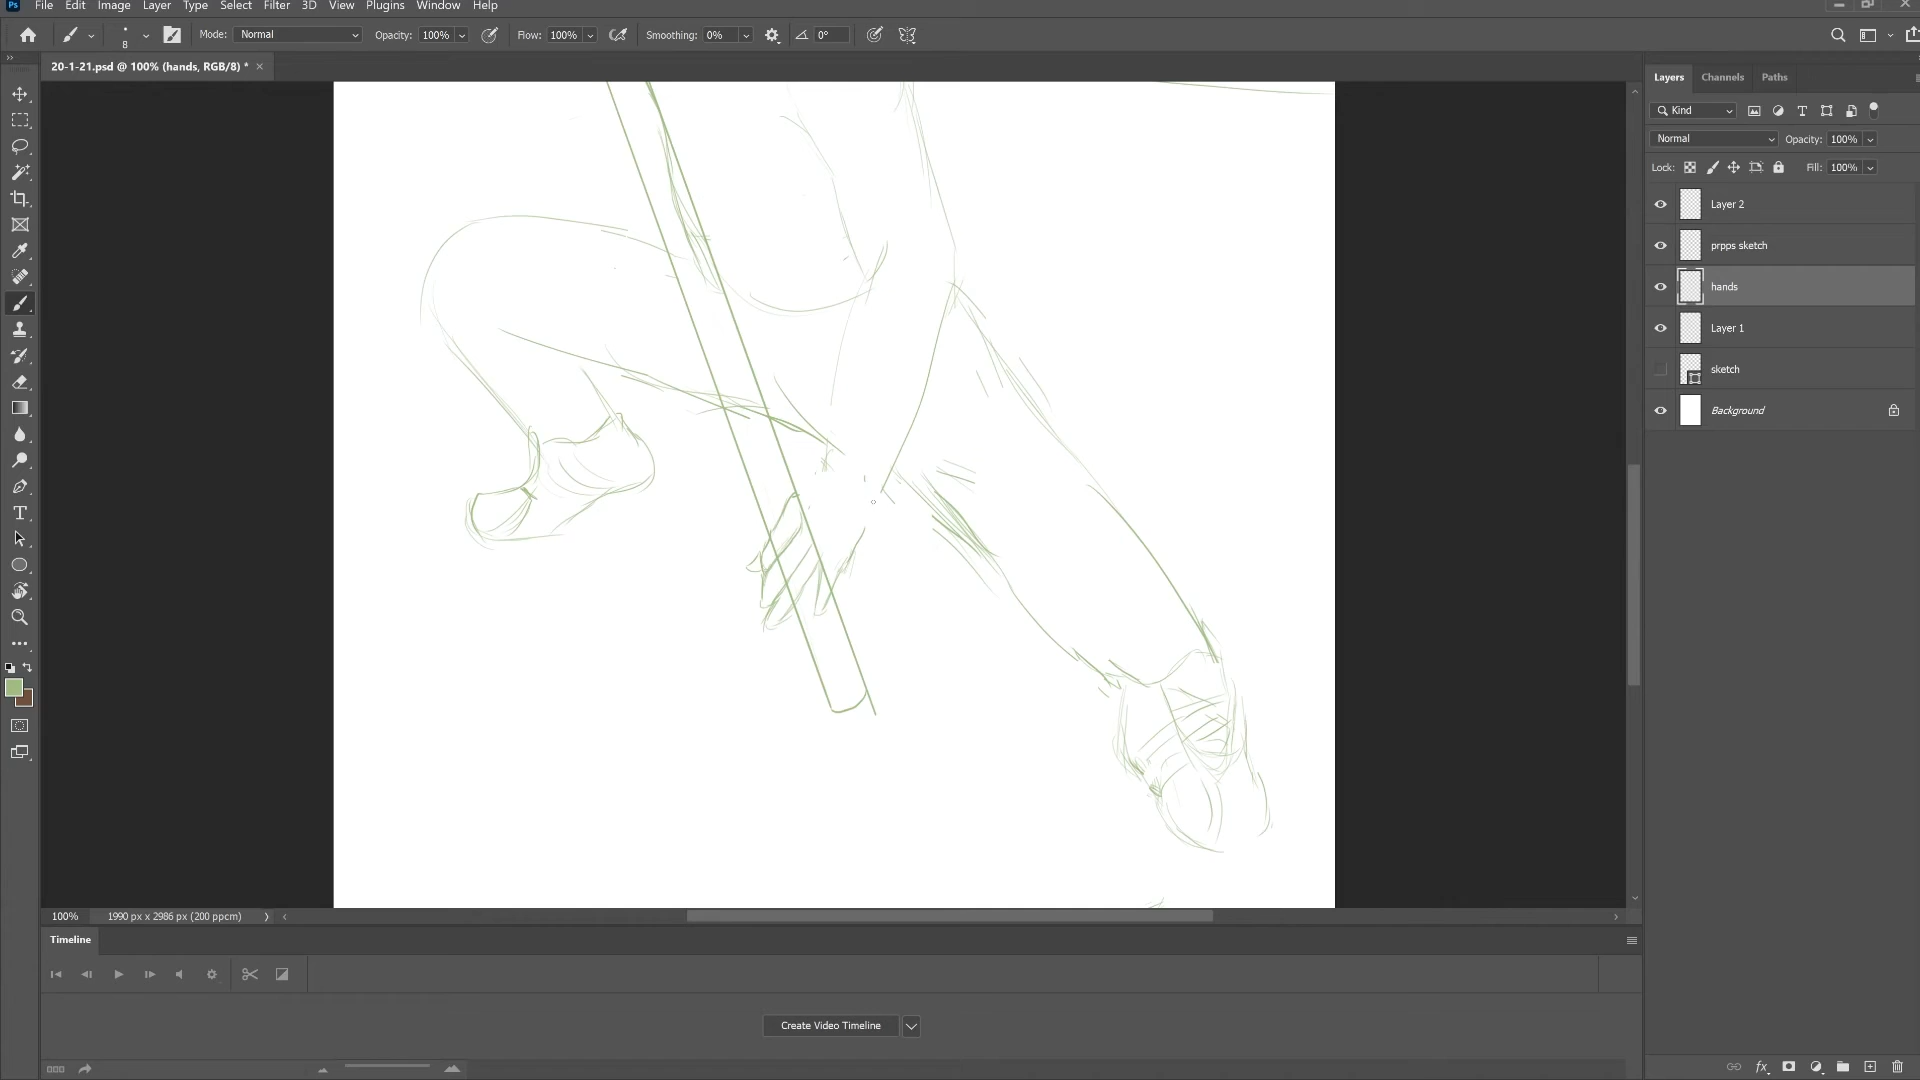 Ps File Edit Image Layer Type Select Filter 3D View Plugins Window Help
8 Mode: Normal Opacity: 100% Flow: 100% Smoothing: 0% 0°
20-1-21.psd @ 100% (hands, RGB/8) * ×
Layers Channels Paths
Kind
Normal Opacity: 100%
Lock: Fill: 100%
Layer 2
prpps sketch
hands
Layer 1
sketch
Background
100% 1990 px x 2986 px (200 ppcm)
Timeline
Create Video Timeline
fx